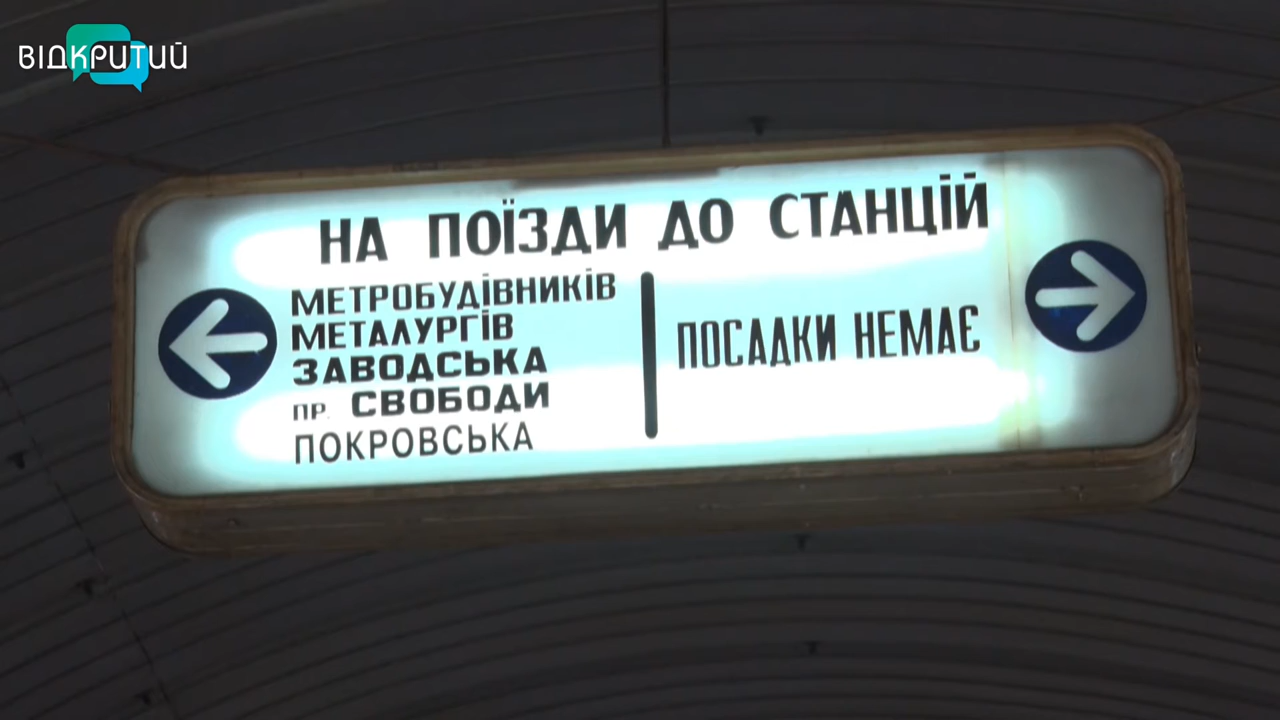 ВІДКРИТИЙ
НА ПОЇЗДИ ДО СТАНЦІЙ
МЕТРОБУДІВНИКІВ
МЕТАЛУРГІВ
ЗАВОДСЬКА
ПР. СВОБОДИ
ПОКРОВСЬКА
ПОСАДКИ НЕМАЄ